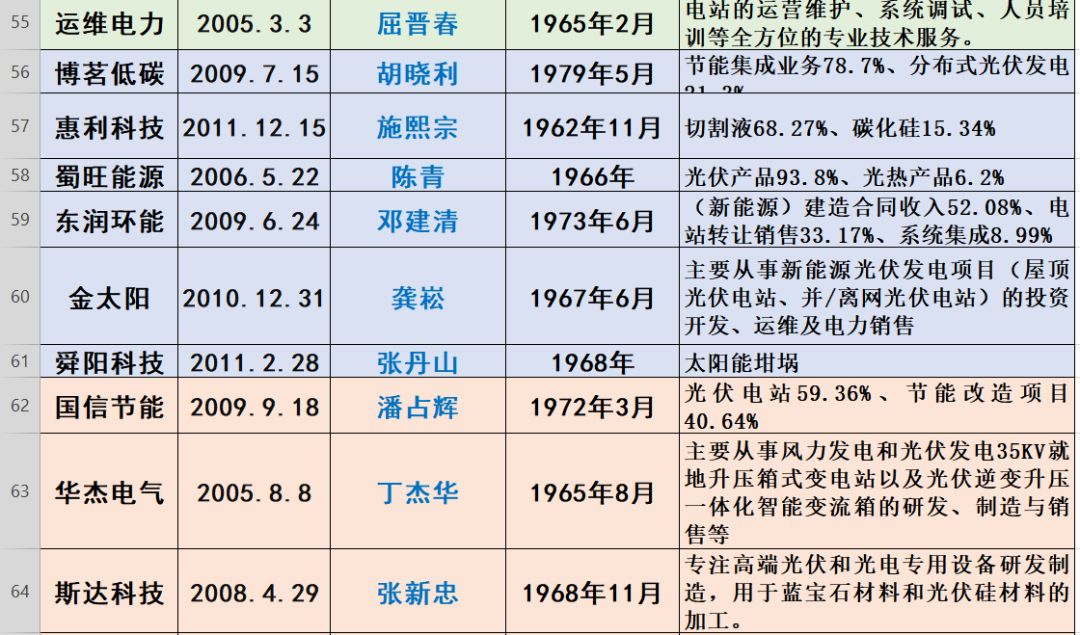 55 运维电力 2005.3.3 屈晋春 1965年2月 电站的运营维护、系统调试、人员培
训等全方位的专业技术服务。
56 博茗低碳 2009.7.15 胡晓利 1979年5月 节能集成业务78.7%、分布式光伏发电
57 惠利科技 2011.12.15 施熙宗 1962年11月 切割液68.27%、碳化硅15.34%
58 蜀旺能源 2006.5.22 陈青 1966年 光伏产品93.8%、光热产品6.2%
59 东润环能 2009.6.24 邓建清 1973年6月 （新能源）建造合同收入52.08%、电
站转让销售33.17%、系统集成8.99%
60 金太阳 2010.12.31 龚崧 1967年6月 主要从事新能源光伏发电项目（屋顶
光伏电站、并/离网光伏电站）的投资
开发、运维及电力销售
61 舜阳科技 2011.2.28 张丹山 1968年 太阳能坩埚
62 国信节能 2009.9.18 潘占辉 1972年3月 光伏电站59.36%、节能改造项目
40.64%
63 华杰电气 2005.8.8 丁杰华 1965年8月 主要从事风力发电和光伏发电35KV就
地升压箱式变电站以及光伏逆变升压
一体化智能变流箱的研发、制造与销
售等
64 斯达科技 2008.4.29 张新忠 1968年11月 专注高端光伏和光电专用设备研发制
造，用于蓝宝石材料和光伏硅材料的
加工。